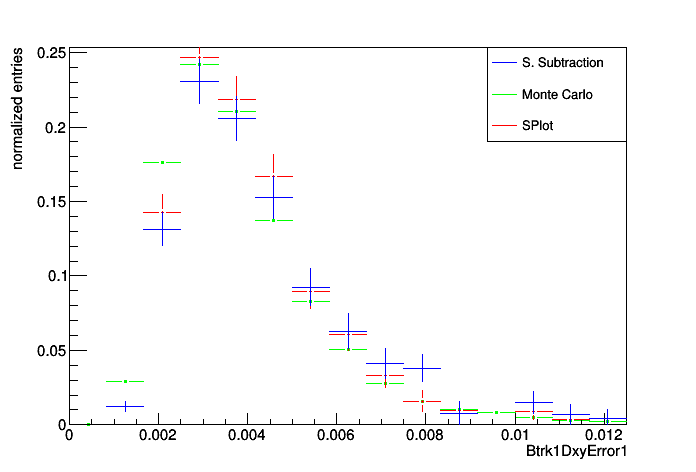 normalized entries
0.25
0.2
0.15
0.1
0.05
0
S. Subtraction
Monte Carlo
SPlot
0 0.002 0.004 0.006 0.008 0.01 0.012
Btrk1DxyError1